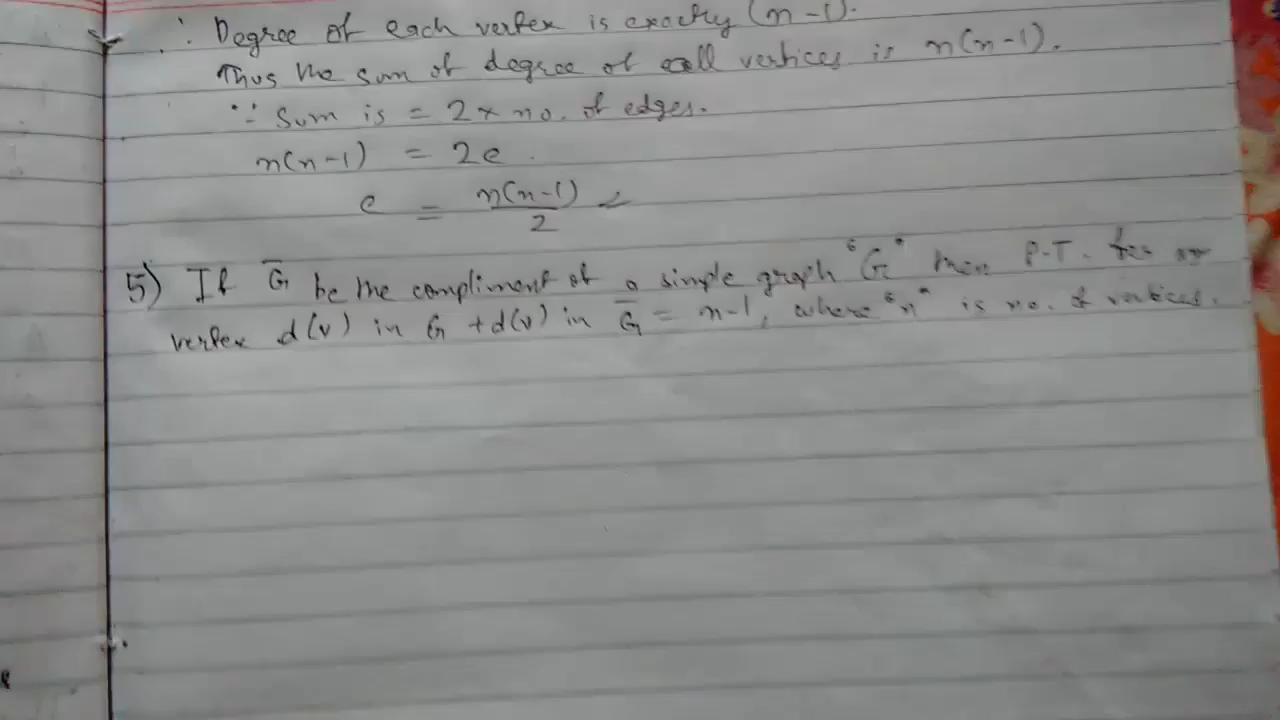 ∴ Degree of each vertex is exactly (n-1).
Thus the sum of degree of all vertices is n(n-1).
∵ Sum is = 2 x no. of edges.
n(n-1) = 2e.
e = n(n-1)/2
5) If G̅ be the compliment of a simple graph "G" then P.T. for
vertex d(v) in G + d(v) in G̅ = n-1, where "n" is no. of vertices.